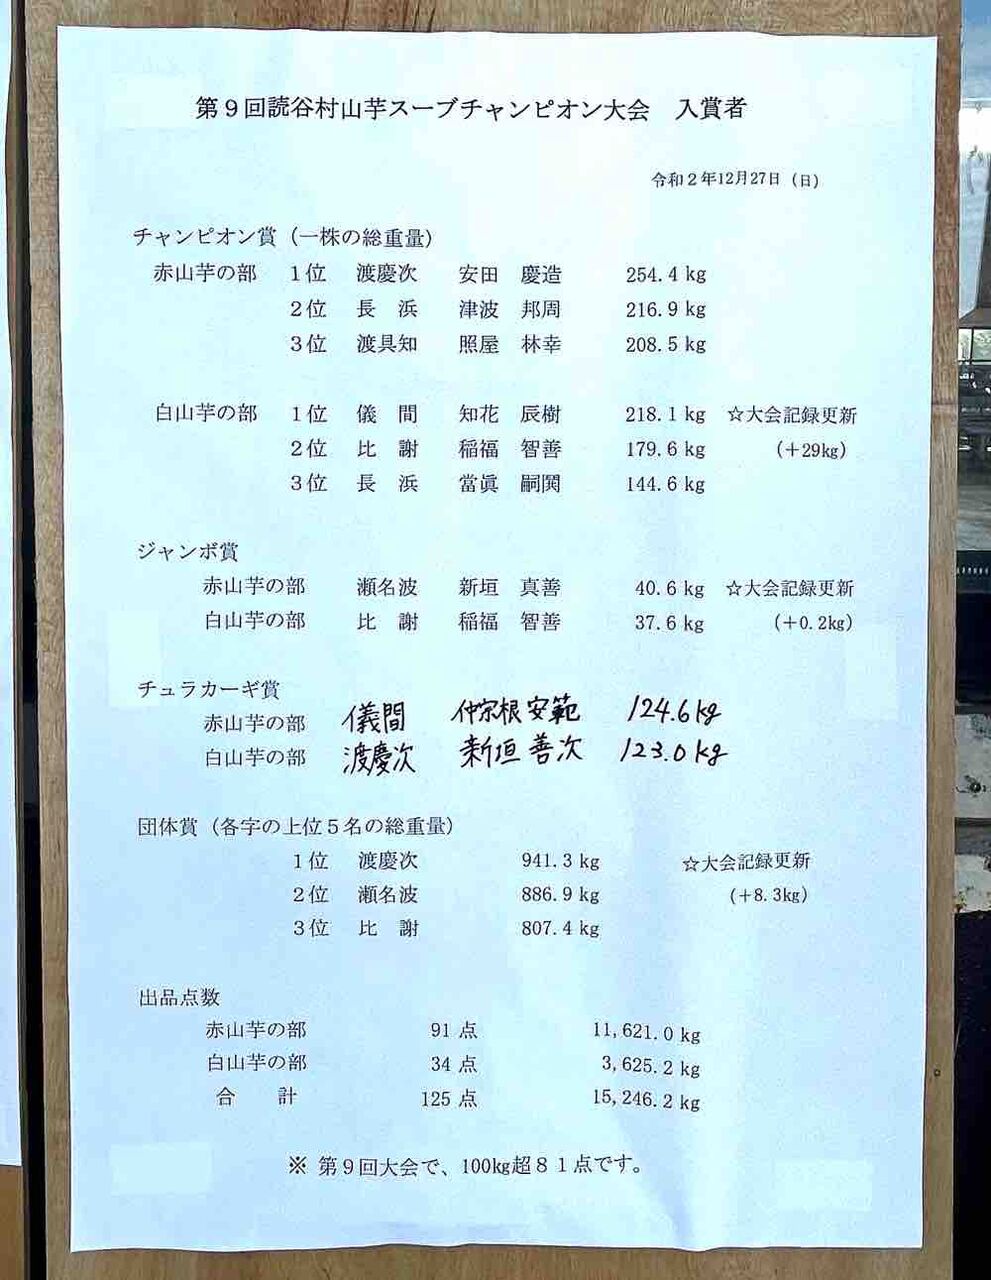 第９回読谷村山芋スーブチャンピオン大会　入賞者
令和２年12月27日（日）
チャンピオン賞（一株の総重量）
赤山芋の部　１位　渡慶次　安田　慶造　254.4 kg
２位　長　浜　津波　邦周　216.9 kg
３位　渡具知　照屋　林幸　208.5 kg
白山芋の部　１位　儀　間　知花　辰樹　218.1 kg　☆大会記録更新
２位　比　謝　稲福　智善　179.6 kg　（＋29kg）
３位　長　浜　當眞　嗣関　144.6 kg
ジャンボ賞
赤山芋の部　瀬名波　新垣　真善　40.6 kg　☆大会記録更新
白山芋の部　比　謝　稲福　智善　37.6 kg　（＋0.2kg）
チュラカーギ賞
赤山芋の部　儀間　仲宗根 安範　124.6 kg
白山芋の部　渡慶次　新垣 善次　123.0 kg
団体賞（各字の上位５名の総重量）
１位　渡慶次　941.3 kg　☆大会記録更新
２位　瀬名波　886.9 kg　（＋8.3kg）
３位　比　謝　807.4 kg
出品点数
赤山芋の部　91 点　11,621.0 kg
白山芋の部　34 点　3,625.2 kg
合　計　125 点　15,246.2 kg
※ 第９回大会で、100kg超８１点です。